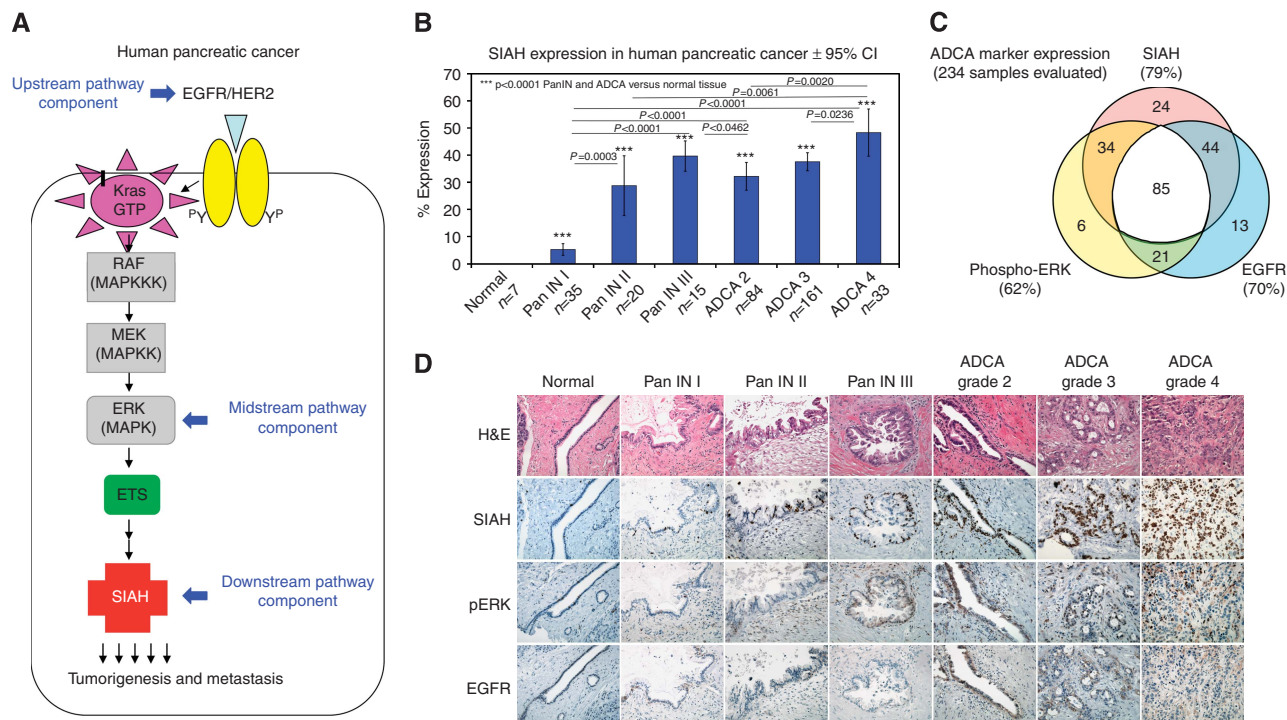 A
Human pancreatic cancer
Upstream pathway
component
EGFR/HER2
Kras
GTP
PY
YP
RAF
(MAPKKK)
MEK
(MAPKK)
ERK
(MAPK)
Midstream pathway
component
ETS
SIAH
Downstream pathway
component
Tumorigenesis and metastasis
B
SIAH expression in human pancreatic cancer ± 95% CI
*** p<0.0001 PanIN and ADCA versus normal tissue
% Expression
70
60
50
40
30
20
10
0
P=0.0020
P=0.0061
P<0.0001
P<0.0001
P=0.0236
P<0.0001
P<0.0462
P=0.0003
***
***
***
***
***
***
Normal
n=7
Pan IN I
n=35
Pan IN II
n=20
Pan IN III
n=15
ADCA 2
n=84
ADCA 3
n=161
ADCA 4
n=33
C
ADCA marker expression
(234 samples evaluated)
SIAH
(79%)
24
34
44
85
6
13
21
Phospho-ERK
(62%)
EGFR
(70%)
D
Normal
Pan IN I
Pan IN II
Pan IN III
ADCA
grade 2
ADCA
grade 3
ADCA
grade 4
H&E
SIAH
pERK
EGFR